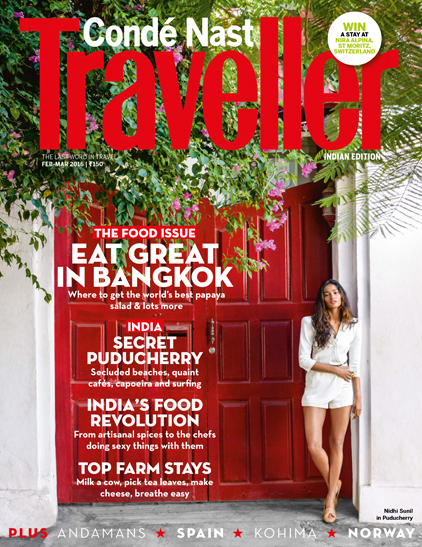 Condé Nast
Traveller
WIN
A STAY AT
NIRA ALPINA,
ST MORITZ,
SWITZERLAND
THE LAST WORD IN TRAVEL
FEB-MAR 2016 | ₹150
INDIAN EDITION
THE FOOD ISSUE
EAT GREAT
IN BANGKOK
Where to get the world's best papaya
salad & lots more
INDIA
SECRET
PUDUCHERRY
Secluded beaches, quaint
cafés, capoeira and surfing
INDIA'S FOOD
REVOLUTION
From artisanal spices to the chefs
doing sexy things with them
TOP FARM STAYS
Milk a cow, pick tea leaves, make
cheese, breathe easy
Nidhi Sunil
in Puducherry
PLUS ANDAMANS ★ SPAIN ★ KOHIMA ★ NORWAY